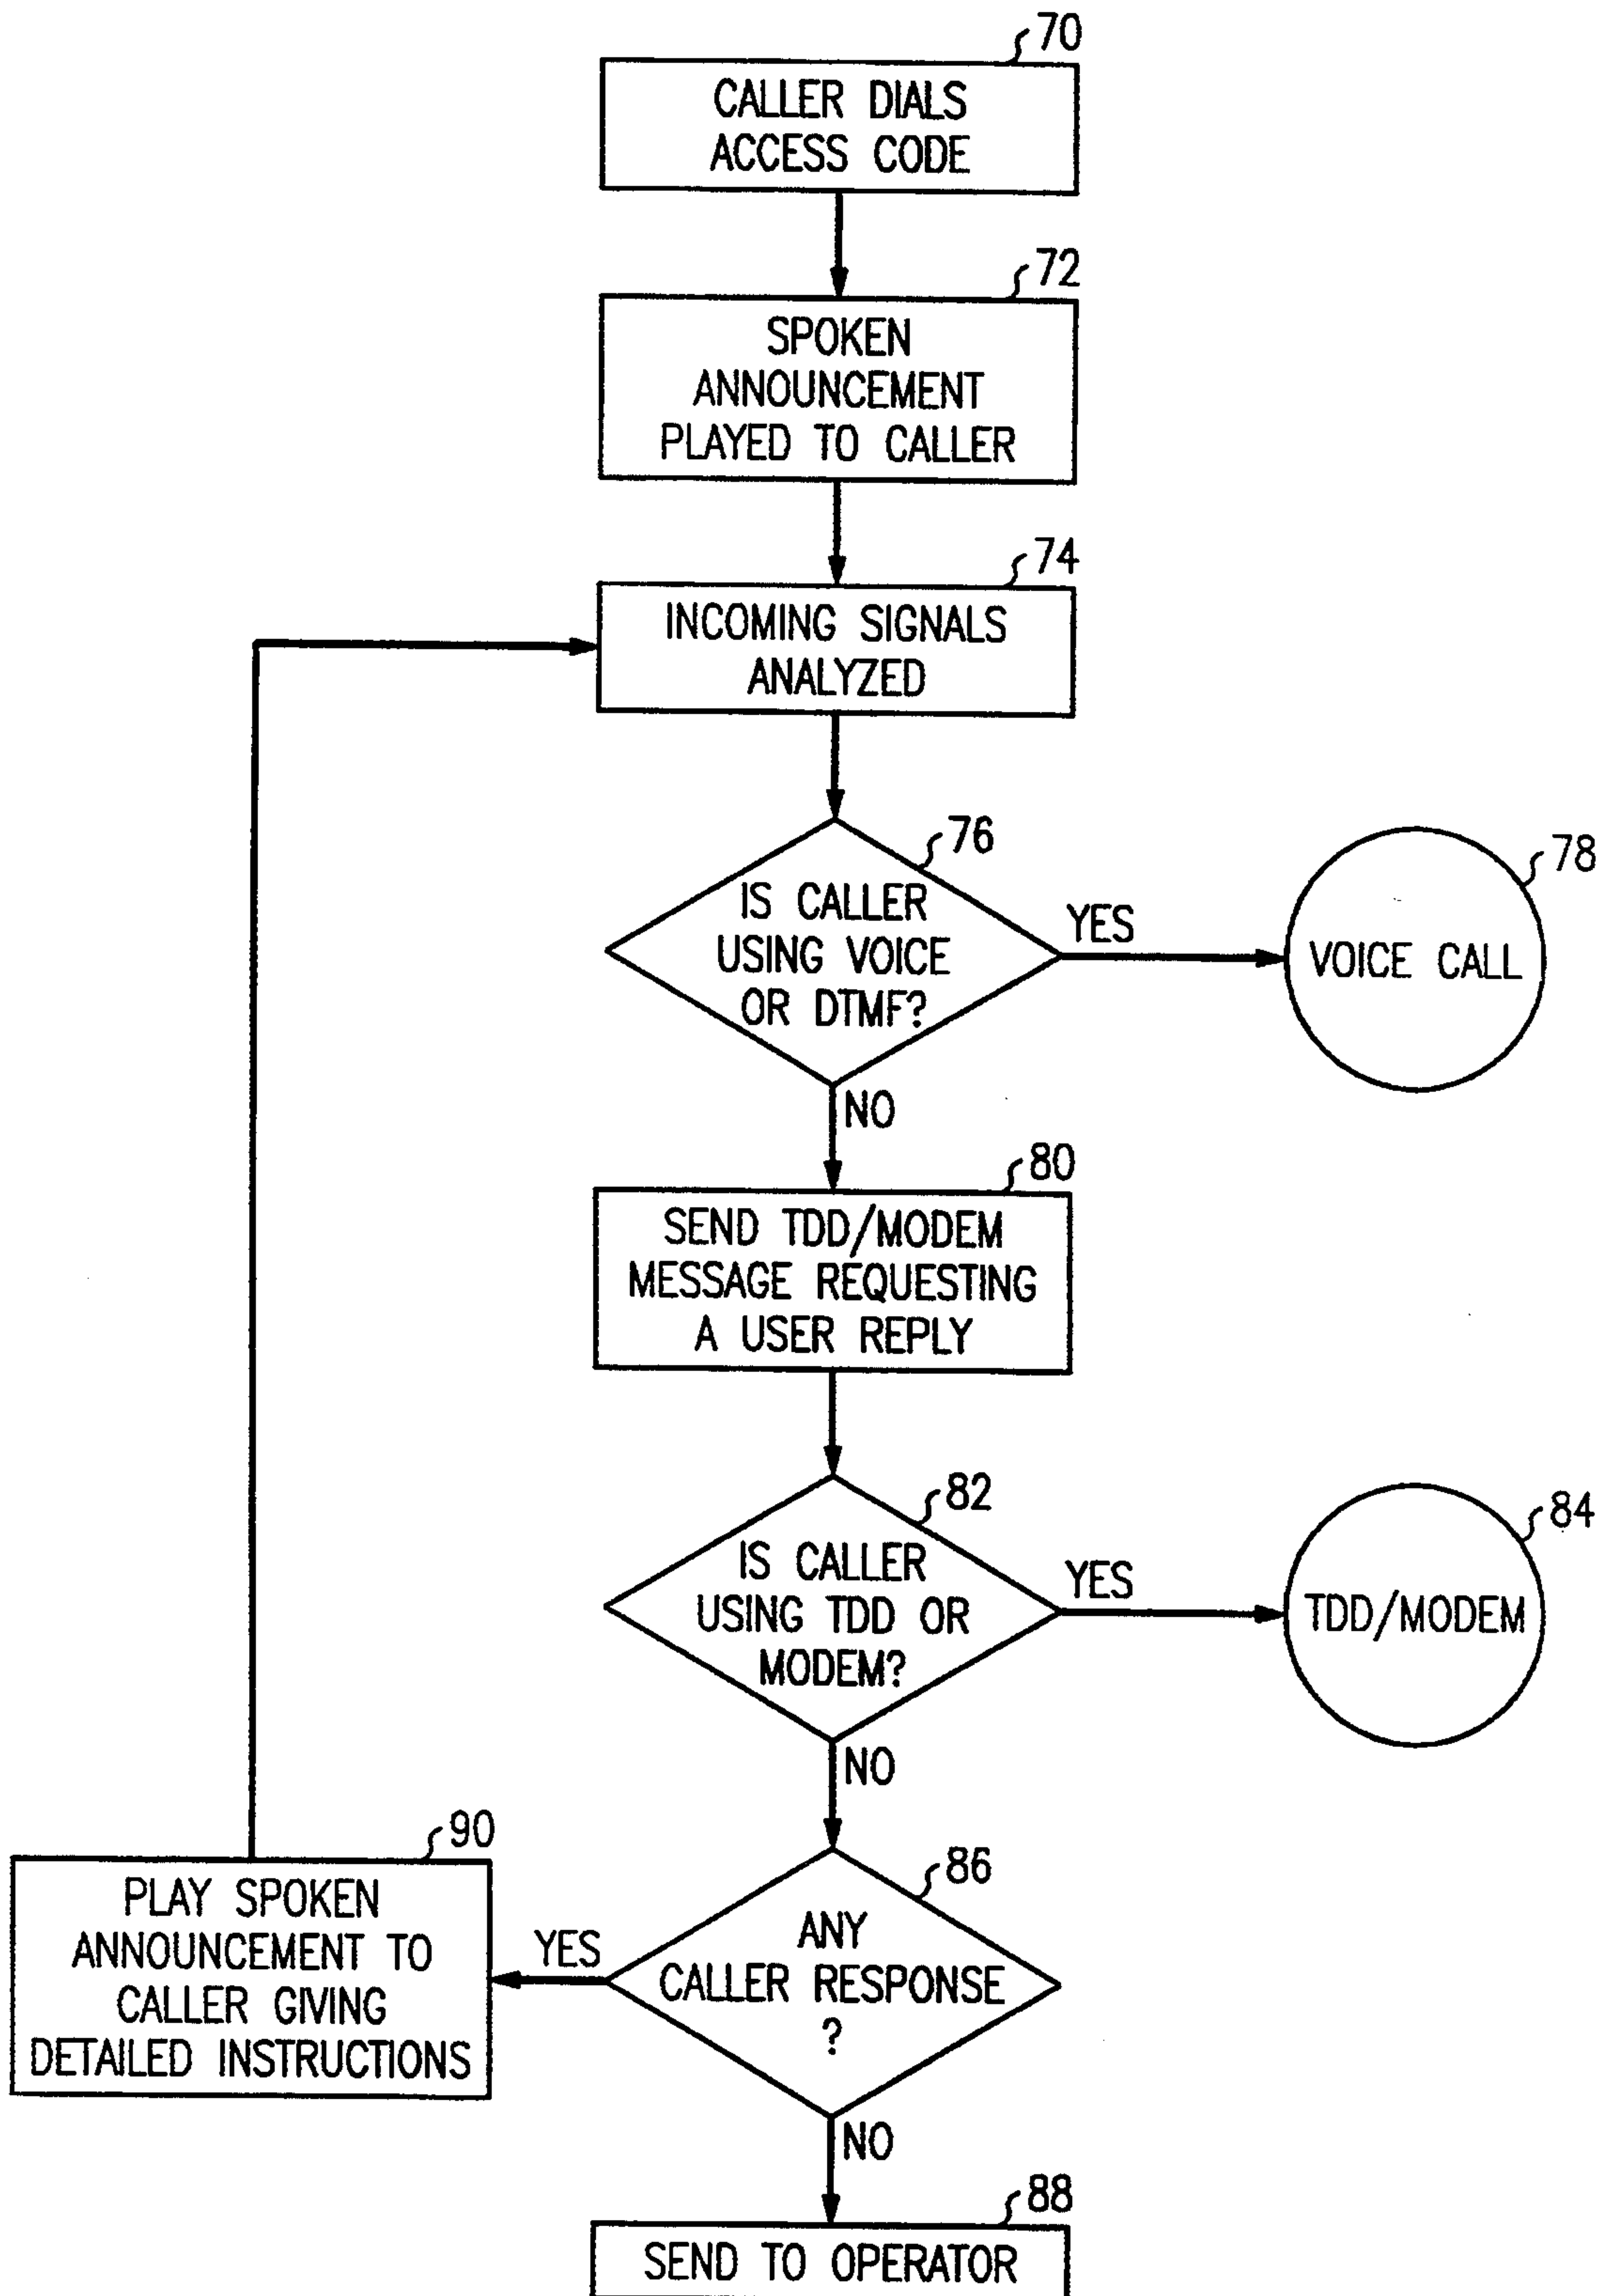 70
CALLER DIALS
ACCESS CODE
72
SPOKEN
ANNOUNCEMENT
PLAYED TO CALLER
74
INCOMING SIGNALS
ANALYZED
76
IS CALLER
USING VOICE
OR DTMF?
YES
78
VOICE CALL
NO
80
SEND TDD/MODEM
MESSAGE REQUESTING
A USER REPLY
82
IS CALLER
USING TDD OR
MODEM?
YES
84
TDD/MODEM
NO
86
ANY
CALLER RESPONSE
?
YES
90
PLAY SPOKEN
ANNOUNCEMENT TO
CALLER GIVING
DETAILED INSTRUCTIONS
NO
88
SEND TO OPERATOR